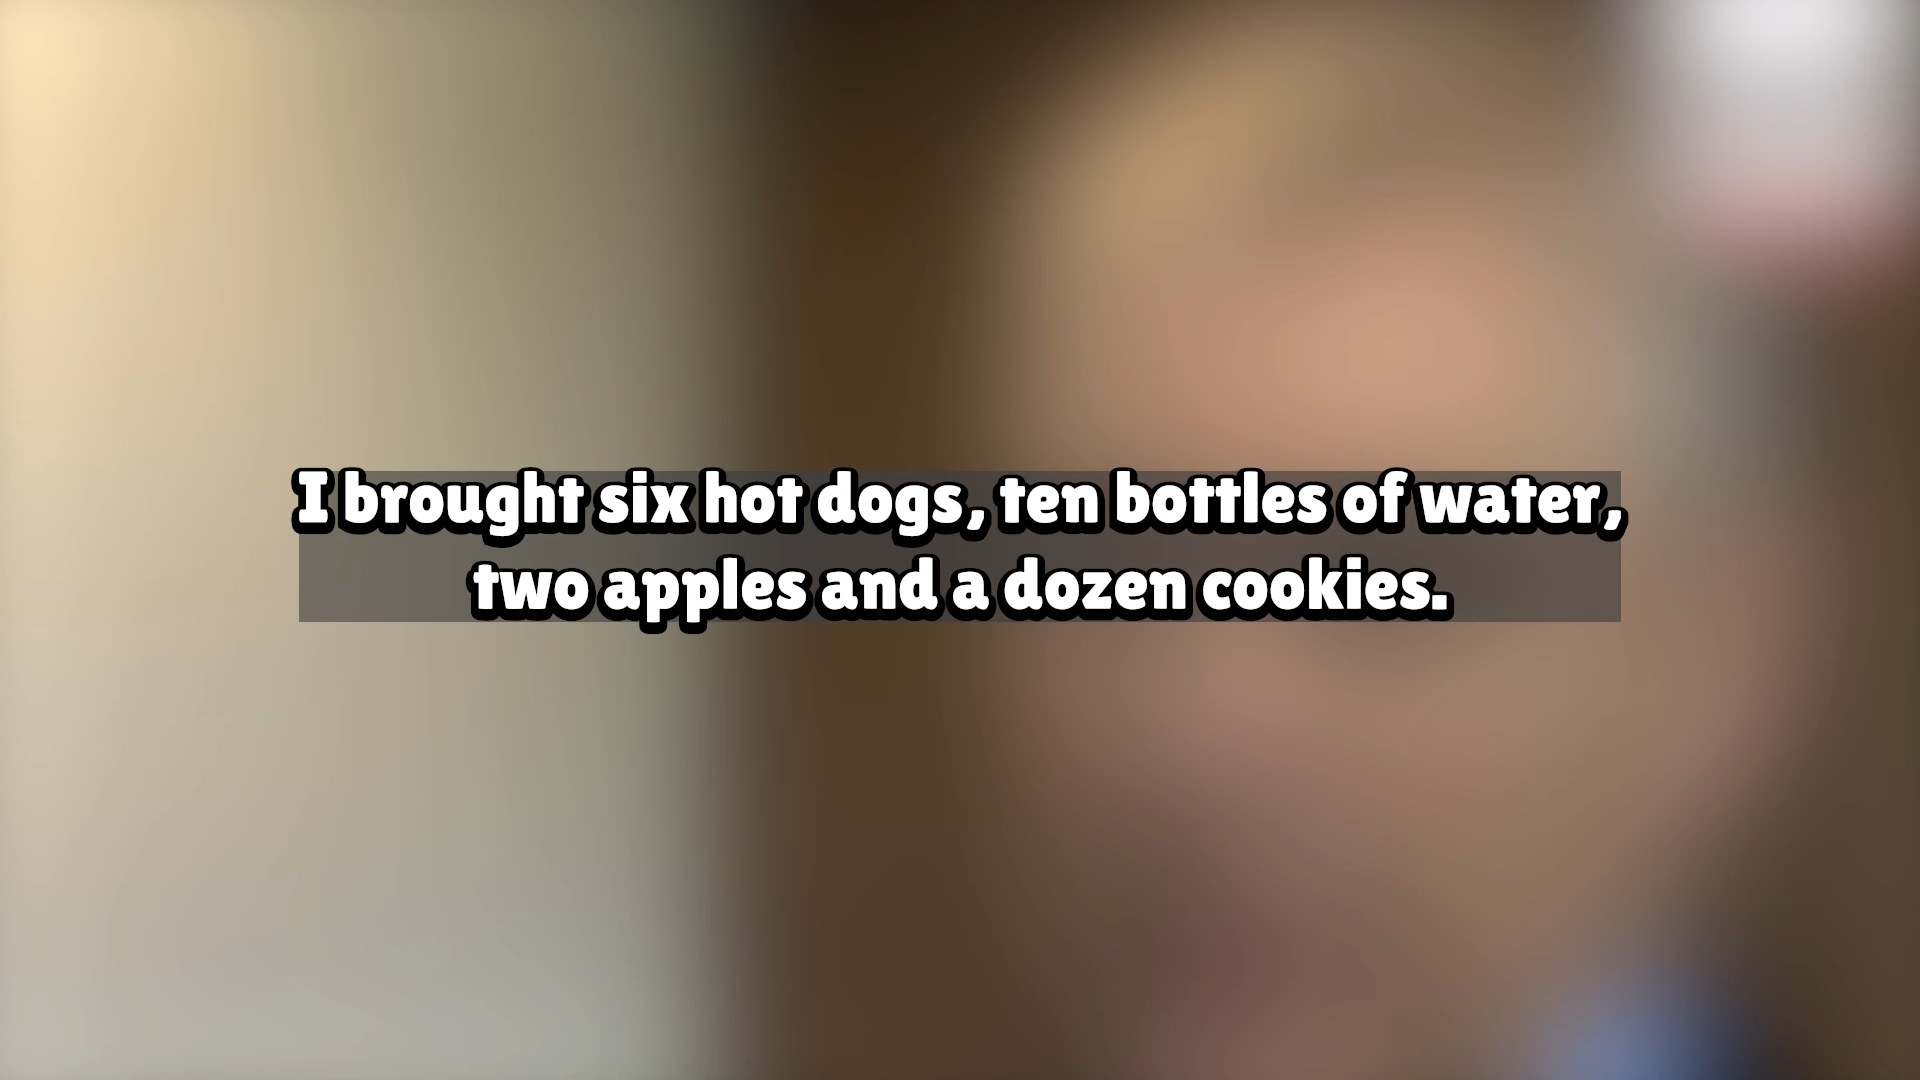 I brought six hot dogs, ten bottles of water,
two apples and a dozen cookies.